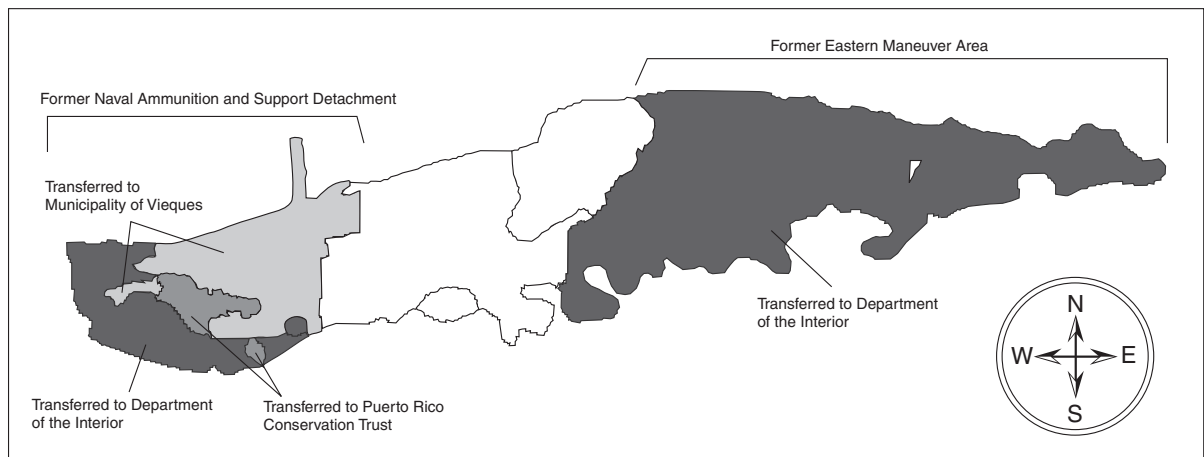 Former Eastern Maneuver Area
Former Naval Ammunition and Support Detachment
Transferred to
Municipality of Vieques
Transferred to Department
of the Interior
N
W E
S
Transferred to Department
of the Interior
Transferred to Puerto Rico
Conservation Trust